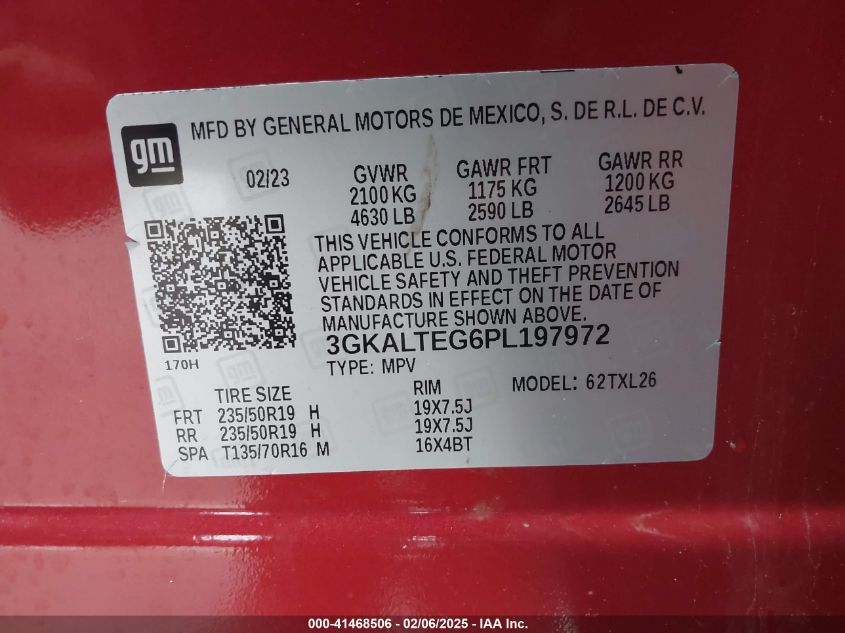 gm
MFD BY GENERAL MOTORS DE MEXICO, S. DE R.L. DE C.V.
02/23
GVWR GAWR FRT GAWR RR
2100 KG 1175 KG 1200 KG
4630 LB 2590 LB 2645 LB
THIS VEHICLE CONFORMS TO ALL
APPLICABLE U.S. FEDERAL MOTOR
VEHICLE SAFETY AND THEFT PREVENTION
STANDARDS IN EFFECT ON THE DATE OF
MANUFACTURE SHOWN ABOVE.
3GKALTEG6PL197972
170H
TYPE: MPV
MODEL: 62TXL26
TIRE SIZE RIM
FRT 235/50R19 H 19X7.5J
RR 235/50R19 H 19X7.5J
SPA T135/70R16 M 16X4BT
000-41468506 - 02/06/2025 - IAA Inc.